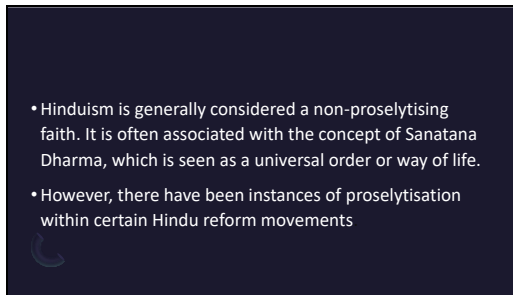 • Hinduism is generally considered a non-proselytising
faith. It is often associated with the concept of Sanatana
Dharma, which is seen as a universal order or way of life.
• However, there have been instances of proselytisation
within certain Hindu reform movements